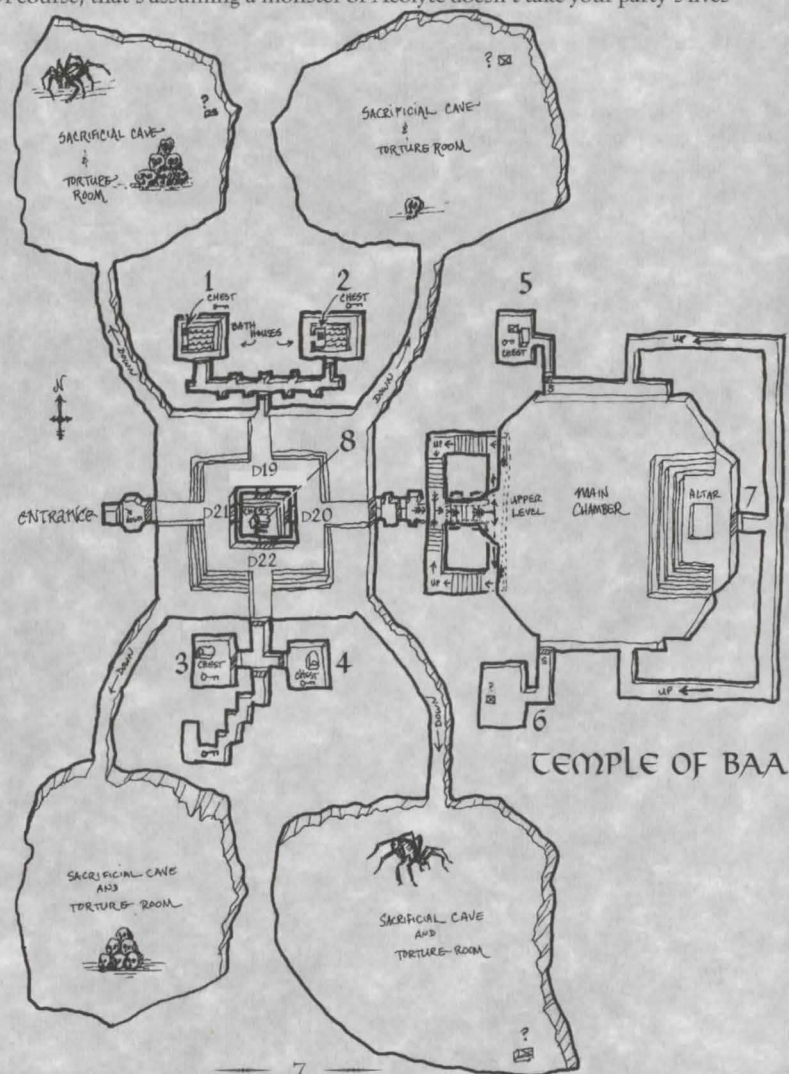 of course, that's assuming a monster or Acolyte doesn't take your party's lives
?
SACRIFICIAL CAVE
&
TORTURE
ROOM
?
SACRIFICIAL CAVE
&
TORTURE ROOM
1
CHEST
2
CHEST
BATH
HOUSES
5
CHEST
DOWN
DOWN
N
UP
UP
UPPER
LEVEL
MAIN
CHAMBER
ALTAR
7
8
D19
D21
CHEST
D20
D22
ENTRANCE
UP
3
CHEST
4
CHEST
S
6
UP
DOWN
DOWN
TEMPLE OF BAA
SACRIFICIAL CAVE
AND
TORTURE ROOM
SACRIFICIAL CAVE
AND
TORTURE ROOM
?
7